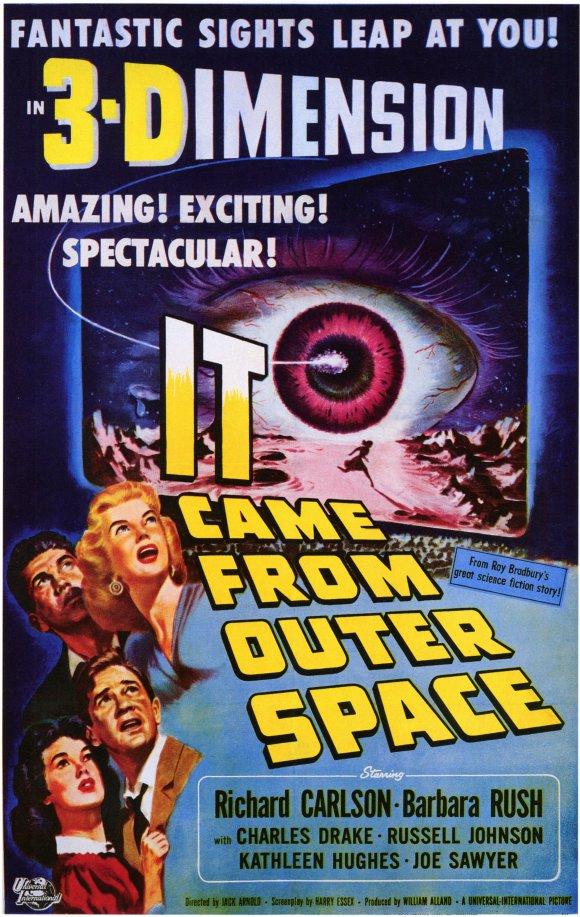 FANTASTIC SIGHTS LEAP AT YOU!
IN 3-DIMENSION
AMAZING! EXCITING!
SPECTACULAR!
IT
CAME
FROM
OUTER
SPACE
From Ray Bradbury's
great science fiction story!
Starring
Richard CARLSON · Barbara RUSH
with CHARLES DRAKE · RUSSELL JOHNSON
KATHLEEN HUGHES · JOE SAWYER
Universal
International
Directed by JACK ARNOLD · Screenplay by HARRY ESSEX · Produced by WILLIAM ALLAND · A UNIVERSAL-INTERNATIONAL PICTURE